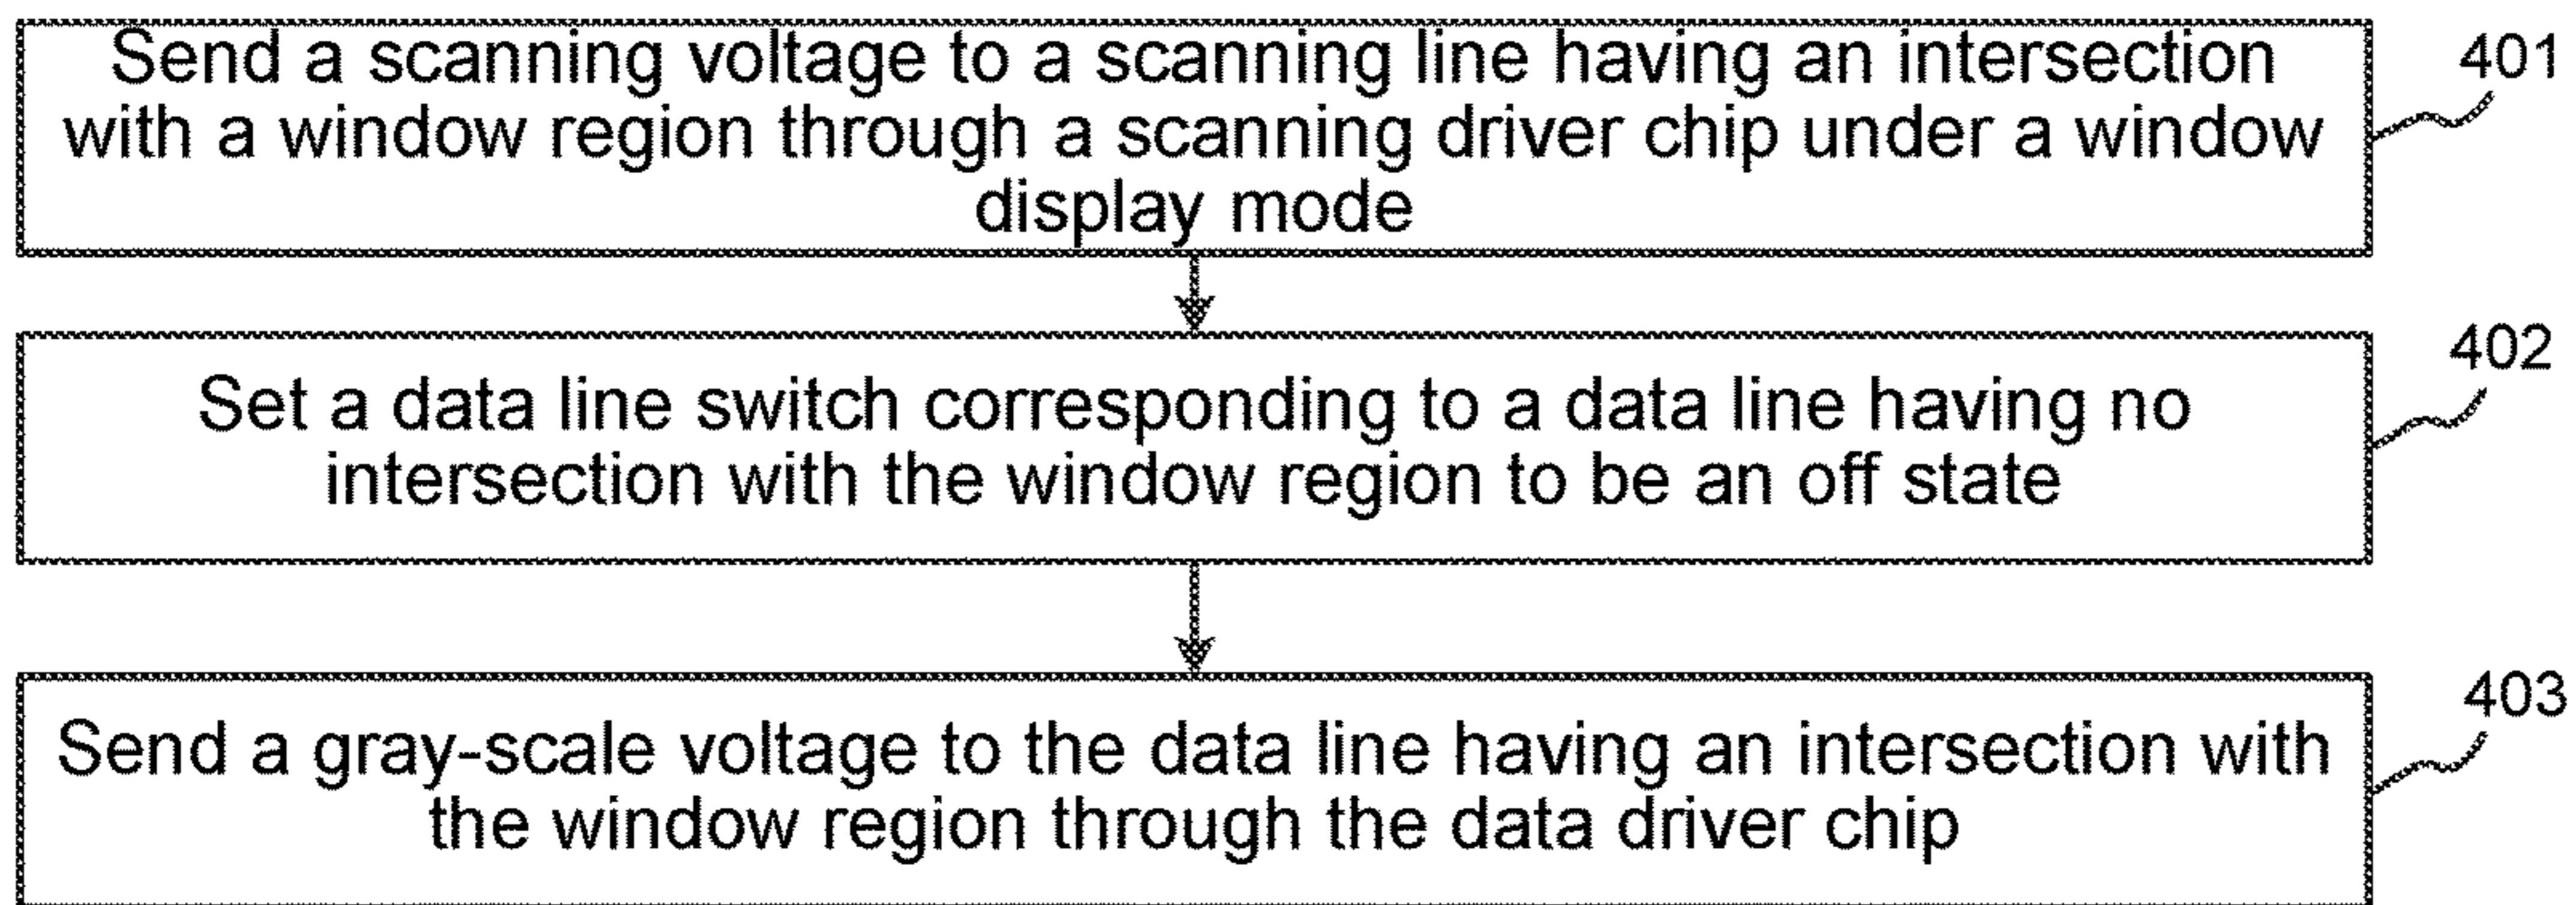 Send a scanning voltage to a scanning line having an intersection
with a window region through a scanning driver chip under a window
display mode
401
Set a data line switch corresponding to a data line having no
intersection with the window region to be an off state
402
Send a gray-scale voltage to the data line having an intersection with
the window region through the data driver chip
403